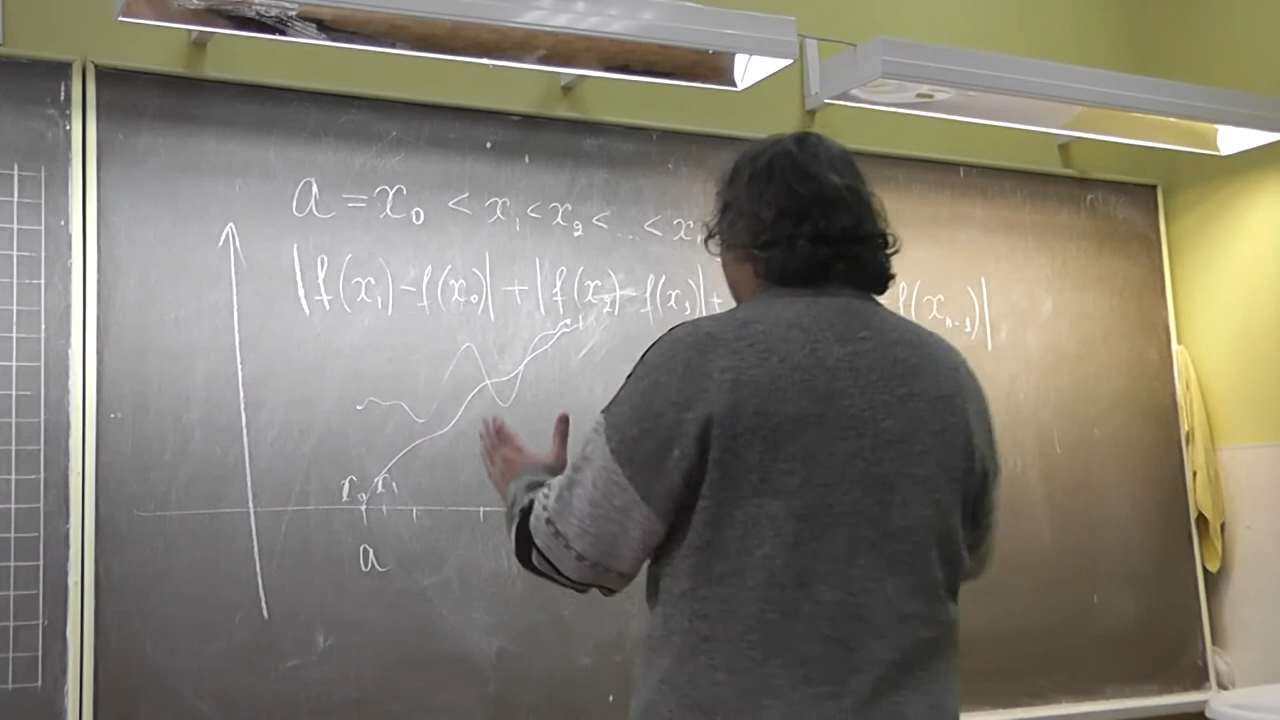 a = x₀ < x₁ < x₂ < ... < x
|f(x₁) - f(x₀)| + |f(x₂) - f(x₁)| + f(xₙ₋₁)|
x₀ x₁
a